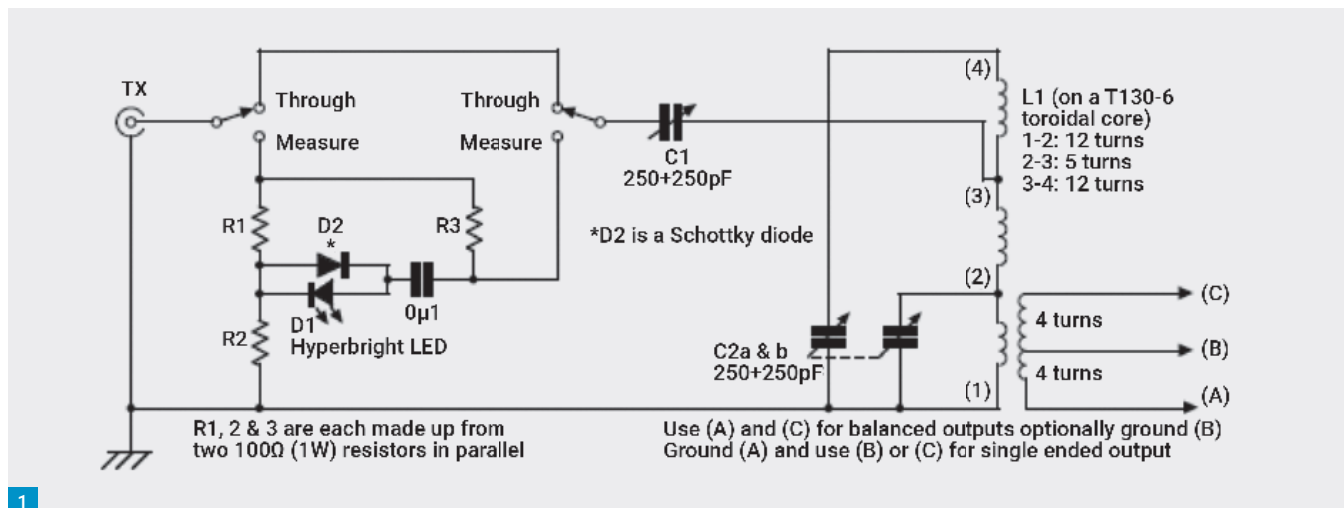 TX
Through
Measure
Through
Measure
C1
250+250pF
(4)
L1 (on a T130-6
toroidal core)
1-2: 12 turns
2-3: 5 turns
3-4: 12 turns
(3)
R1
D2
*
R3
*D2 is a Schottky diode
(2)
R2
D1
Hyperbright LED
0µ1
C2a & b
250+250pF
(1)
4 turns
4 turns
(C)
(B)
(A)
R1, 2 & 3 are each made up from
two 100Ω (1W) resistors in parallel
Use (A) and (C) for balanced outputs optionally ground (B)
Ground (A) and use (B) or (C) for single ended output
1